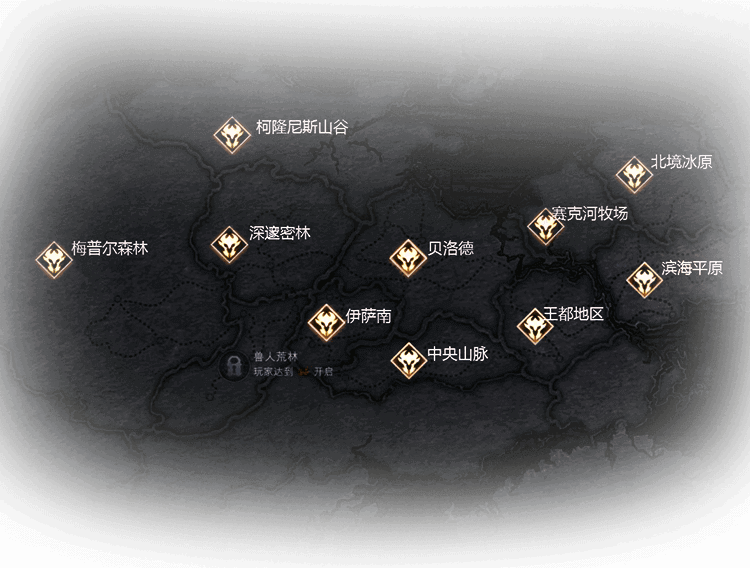 柯隆尼斯山谷
北境冰原
赛克河牧场
深邃密林
梅普尔森林
贝洛德
滨海平原
伊萨南
王都地区
中央山脉
兽人荒林
玩家达到 开启